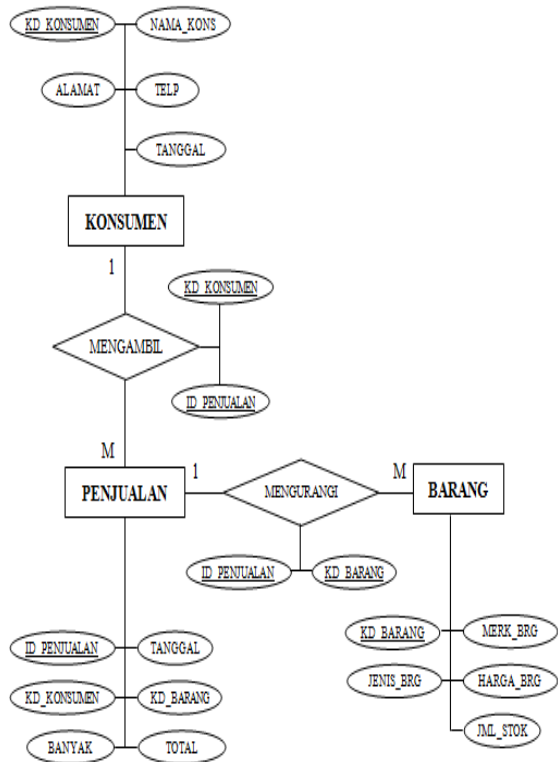 KD_KONSUMEN NAMA_KONS
ALAMAT TELP
TANGGAL
KONSUMEN
1
KD_KONSUMEN
MENGAMBIL
ID_PENJUALAN
M
PENJUALAN 1 MENGURANGI M BARANG
ID_PENJUALAN KD_BARANG
KD_BARANG MERK_BRG
ID_PENJUALAN TANGGAL
JENIS_BRG HARGA_BRG
KD_KONSUMEN KD_BARANG
JML_STOK
BANYAK TOTAL